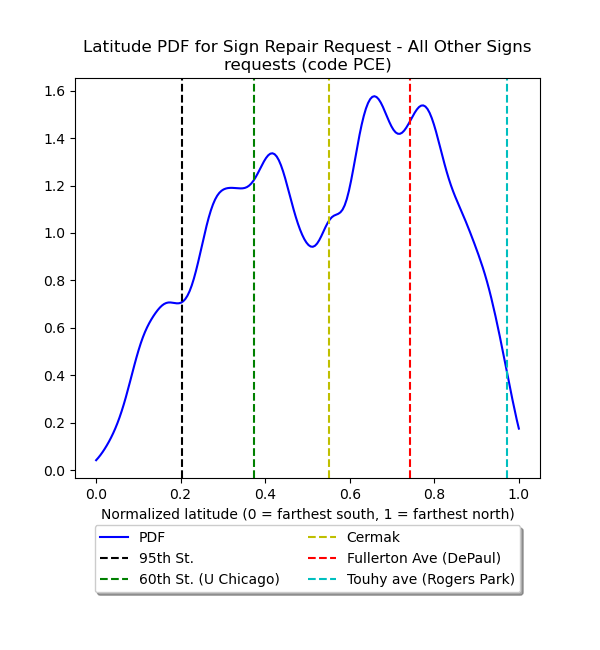 Latitude PDF for Sign Repair Request - All Other Signs
requests (code PCE)
1.6
1.4
1.2
1.0
0.8
0.6
0.4
0.2
0.0
0.0 0.2 0.4 0.6 0.8 1.0
Normalized latitude (0 = farthest south, 1 = farthest north)
PDF
95th St.
60th St. (U Chicago)
Cermak
Fullerton Ave (DePaul)
Touhy ave (Rogers Park)